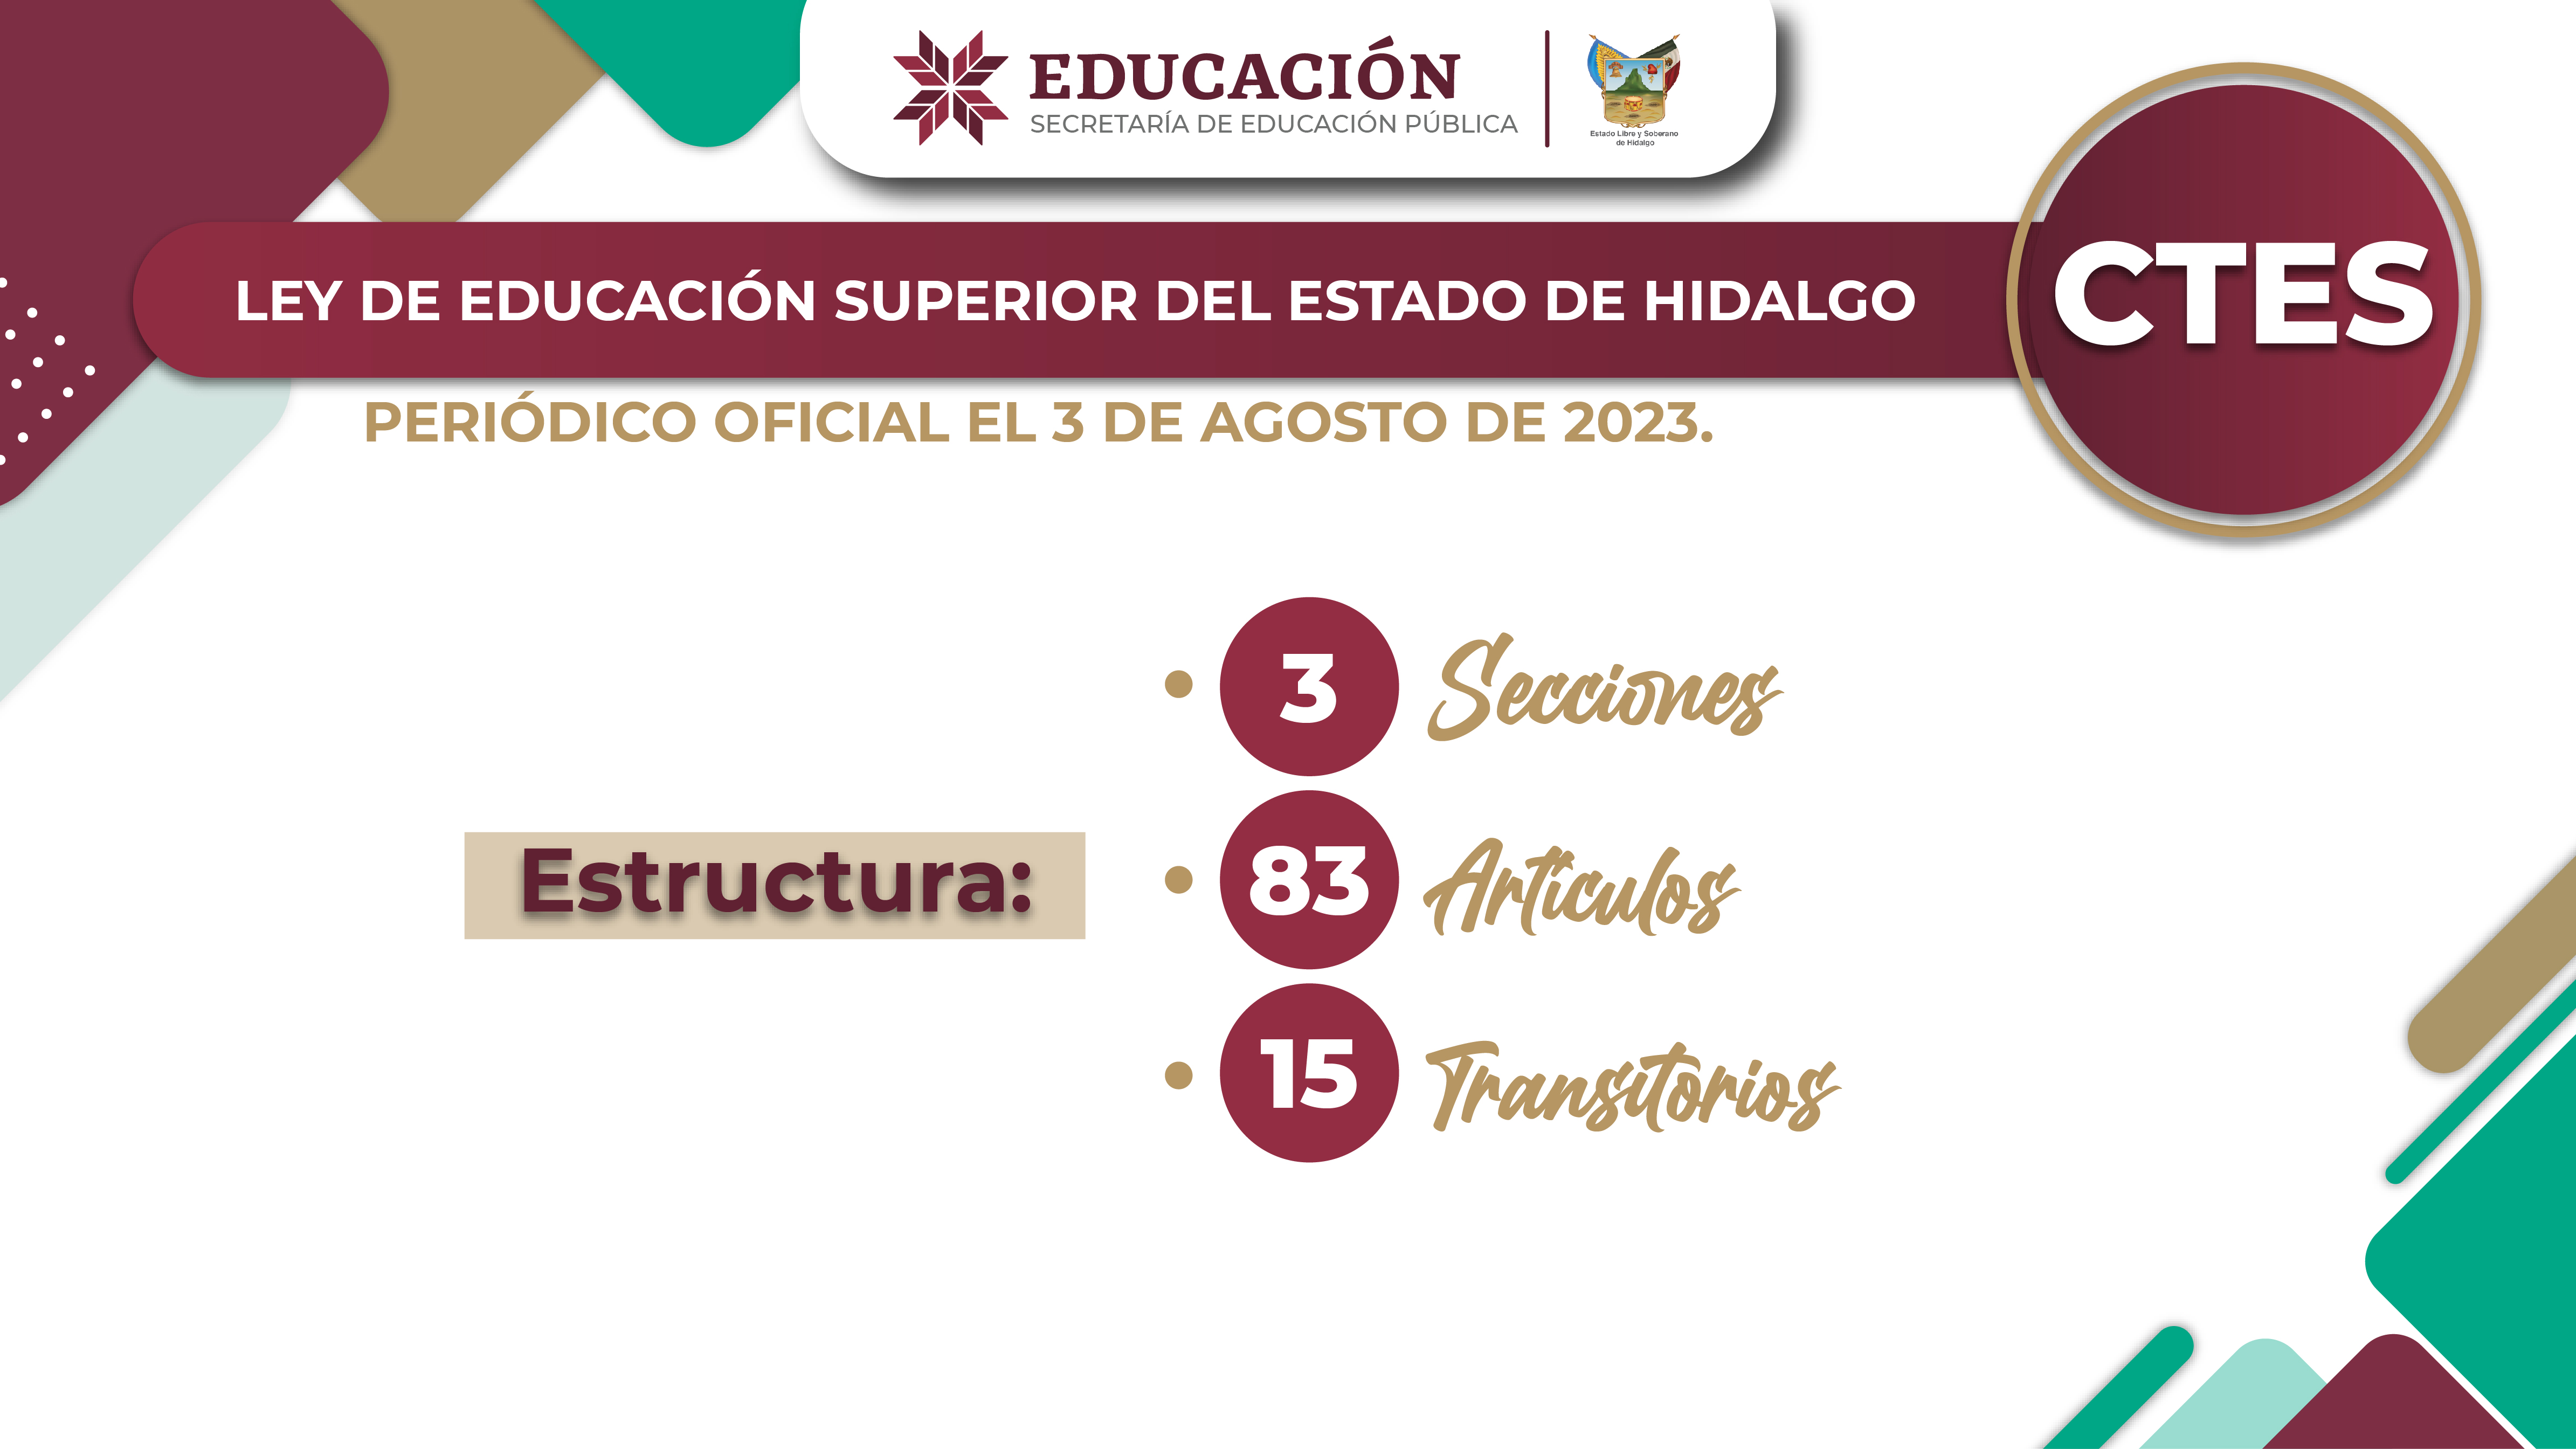 EDUCACIÓN
SECRETARÍA DE EDUCACIÓN PÚBLICA
Estado Libre y Soberano
de Hidalgo
LEY DE EDUCACIÓN SUPERIOR DEL ESTADO DE HIDALGO
CTES
PERIÓDICO OFICIAL EL 3 DE AGOSTO DE 2023.
Estructura:
3 Secciones
83 Artículos
15 Transitorios